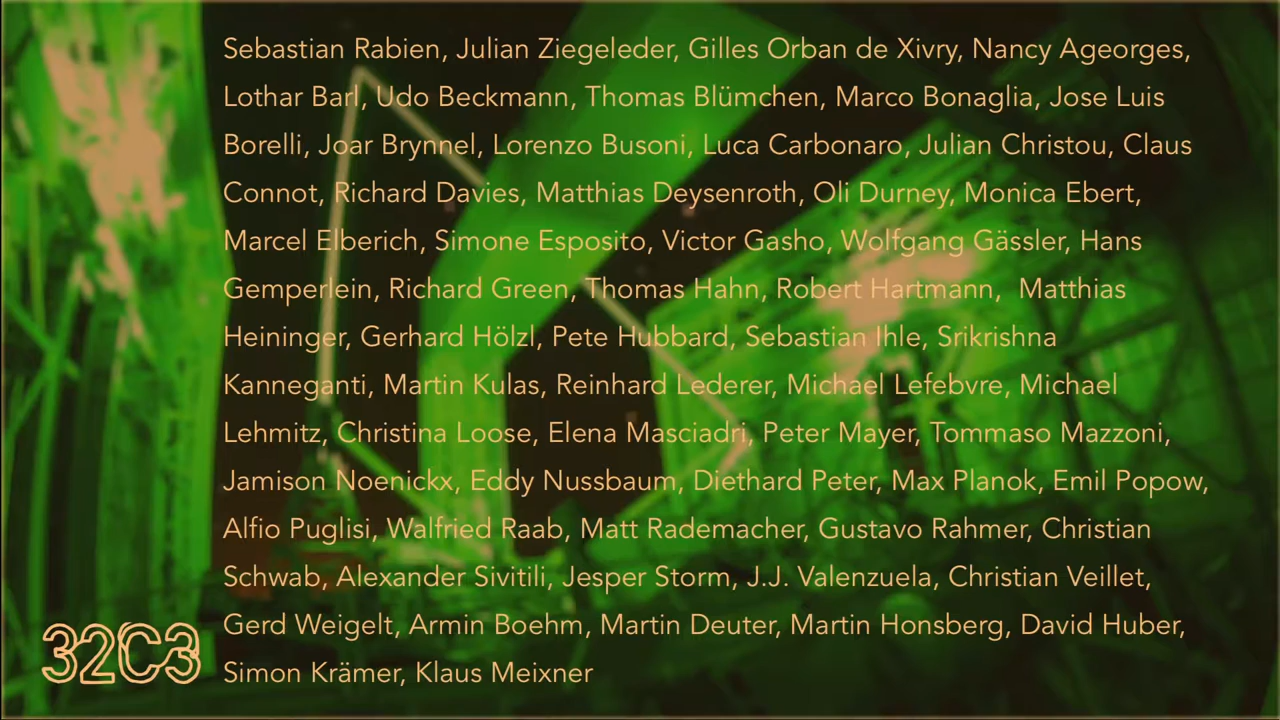 Sebastian Rabien, Julian Ziegeleder, Gilles Orban de Xivry, Nancy Ageorges,
Lothar Barl, Udo Beckmann, Thomas Blümchen, Marco Bonaglia, Jose Luis
Borelli, Joar Brynnel, Lorenzo Busoni, Luca Carbonaro, Julian Christou, Claus
Connot, Richard Davies, Matthias Deysenroth, Oli Durney, Monica Ebert,
Marcel Elberich, Simone Esposito, Victor Gasho, Wolfgang Gässler, Hans
Gemperlein, Richard Green, Thomas Hahn, Robert Hartmann, Matthias
Heininger, Gerhard Hölzl, Pete Hubbard, Sebastian Ihle, Srikrishna
Kanneganti, Martin Kulas, Reinhard Lederer, Michael Lefebvre, Michael
Lehmitz, Christina Loose, Elena Masciadri, Peter Mayer, Tommaso Mazzoni,
Jamison Noenickx, Eddy Nussbaum, Diethard Peter, Max Planok, Emil Popow,
Alfio Puglisi, Walfried Raab, Matt Rademacher, Gustavo Rahmer, Christian
Schwab, Alexander Sivitili, Jesper Storm, J.J. Valenzuela, Christian Veillet,
Gerd Weigelt, Armin Boehm, Martin Deuter, Martin Honsberg, David Huber,
Simon Krämer, Klaus Meixner
32C3